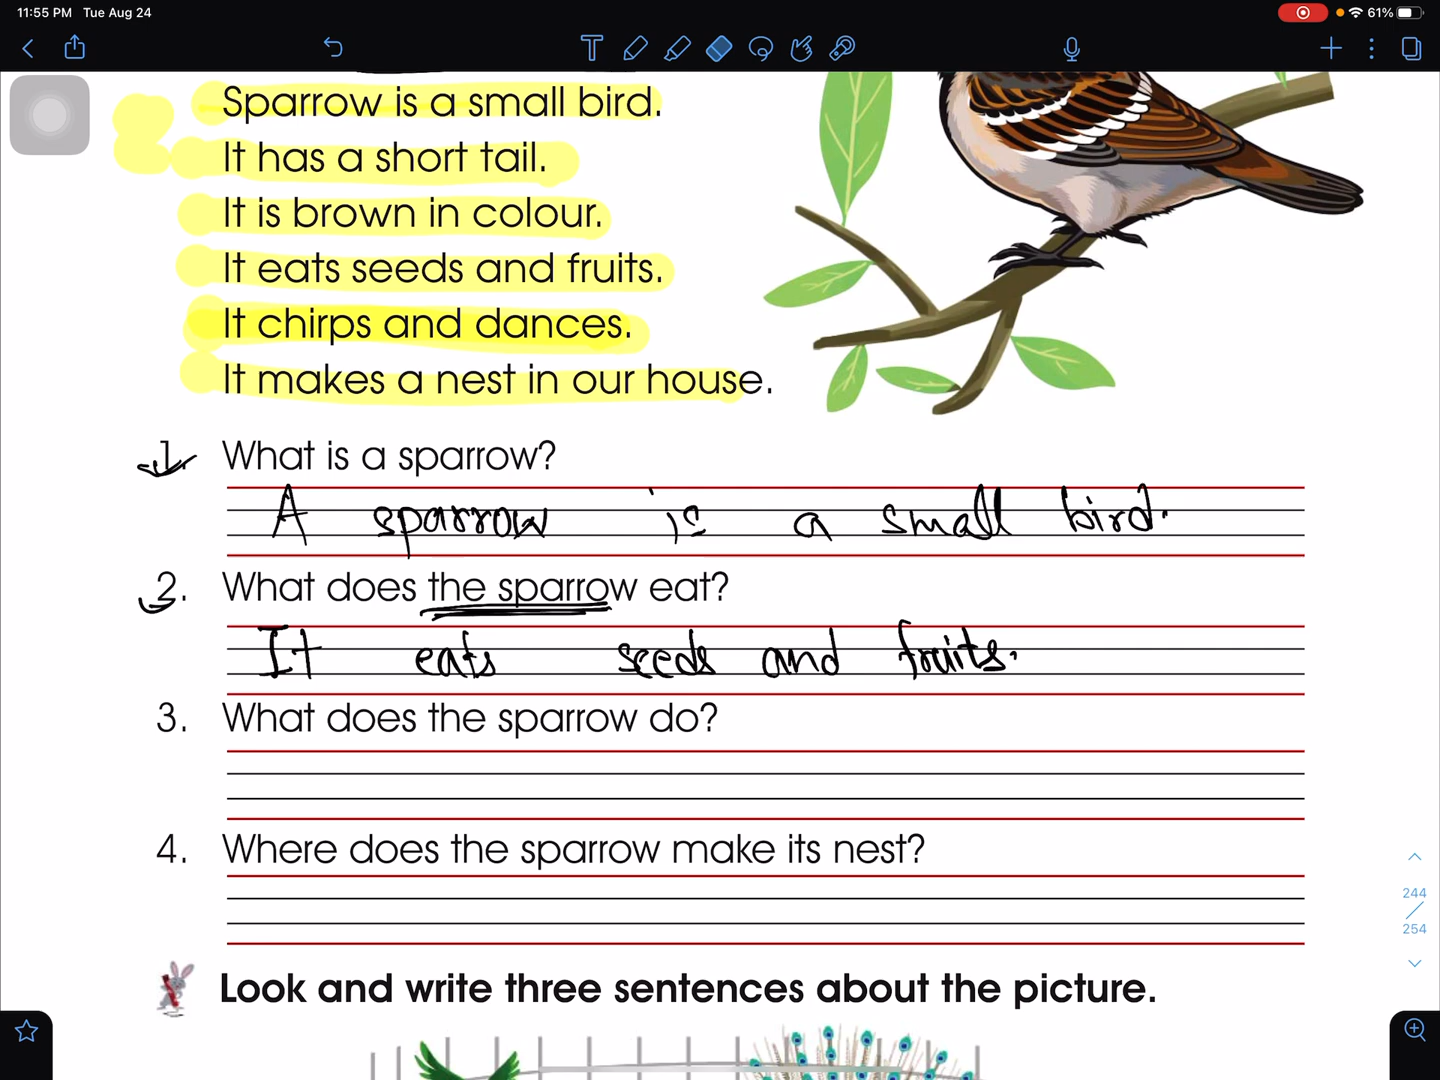 11:55 PM Tue Aug 24
61%
Sparrow is a small bird.
It has a short tail.
It is brown in colour.
It eats seeds and fruits.
It chirps and dances.
It makes a nest in our house.
1. What is a sparrow?
A sparrow is a small bird.
2. What does the sparrow eat?
It eats seeds and fruits.
3. What does the sparrow do?
4. Where does the sparrow make its nest?
244
254
Look and write three sentences about the picture.